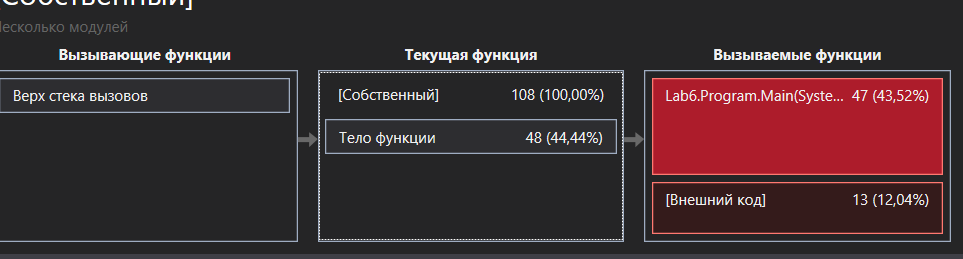 [Собственный]
Несколько модулей
Вызывающие функции
Текущая функция
Вызываемые функции
Верх стека вызовов
[Собственный] 108 (100,00%)
Тело функции 48 (44,44%)
Lab6.Program.Main(Syste... 47 (43,52%)
[Внешний код] 13 (12,04%)